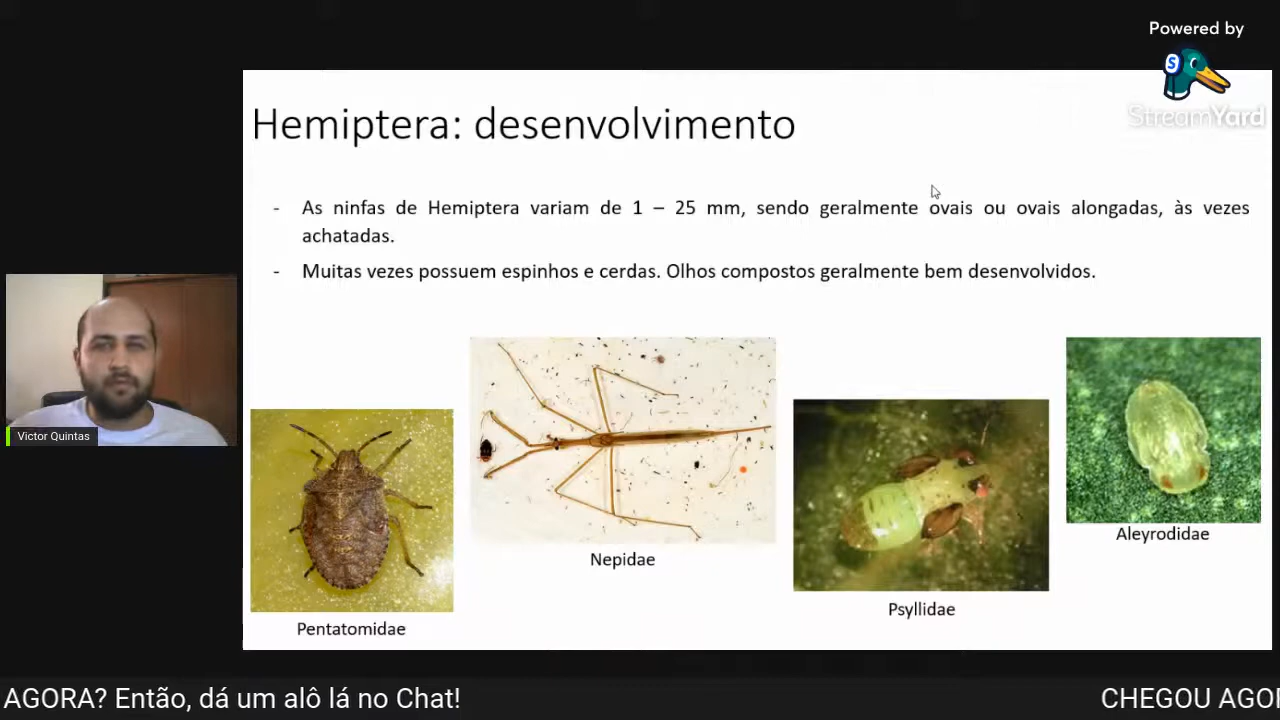 Powered by
S
StreamYard
Hemiptera: desenvolvimento
- As ninfas de Hemiptera variam de 1 – 25 mm, sendo geralmente ovais ou ovais alongadas, às vezes
achatadas.
- Muitas vezes possuem espinhos e cerdas. Olhos compostos geralmente bem desenvolvidos.
Victor Quintas
Aleyrodidae
Nepidae
Psyllidae
Pentatomidae
AGORA? Então, dá um alô lá no Chat!
CHEGOU AGO